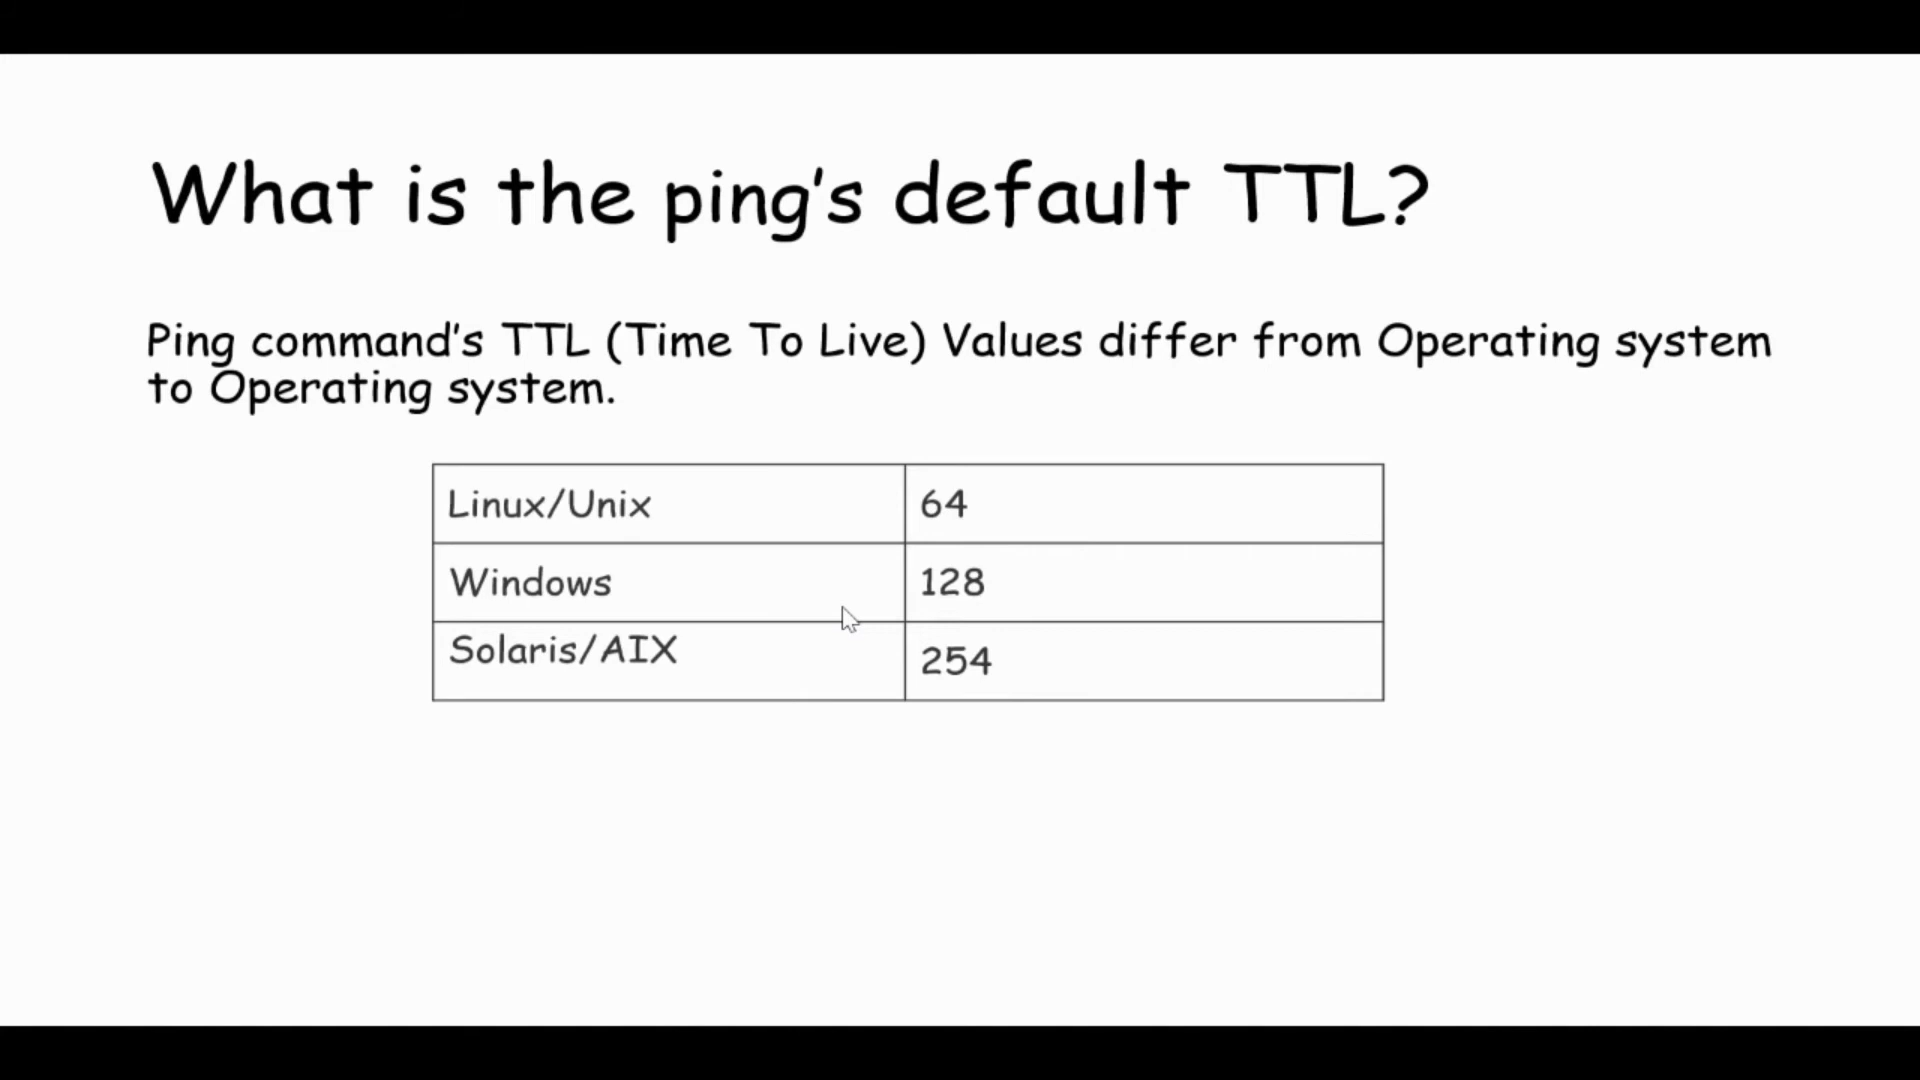 What is the ping's default TTL?
Ping command's TTL (Time To Live) Values differ from Operating system
to Operating system.
Linux/Unix 64
Windows 128
Solaris/AIX 254